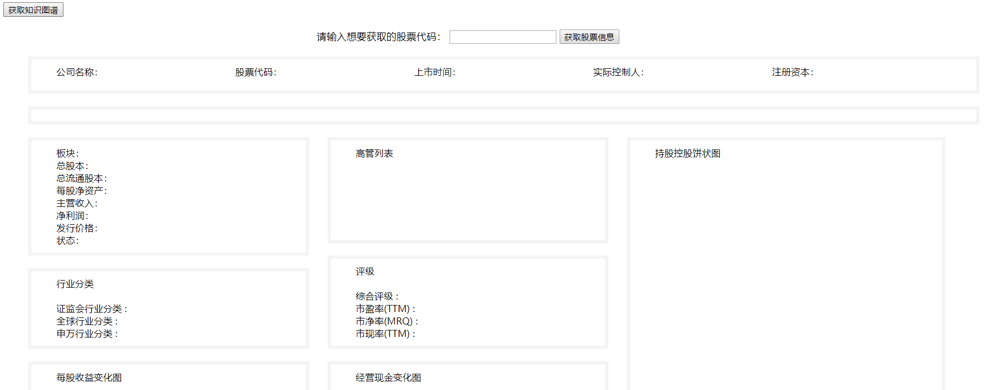 获取知识图谱
请输入想要获取的股票代码： 获取股票信息
公司名称： 股票代码： 上市时间： 实际控制人： 注册资本：
板块：
总股本：
总流通股本：
每股净资产：
主营收入：
净利润：
发行价格：
状态：
行业分类
证监会行业分类：
全球行业分类：
申万行业分类：
每股收益变化图
高管列表
评级
综合评级：
市盈率(TTM)：
市净率(MRQ)：
市现率(TTM)：
经营现金变化图
持股控股饼状图